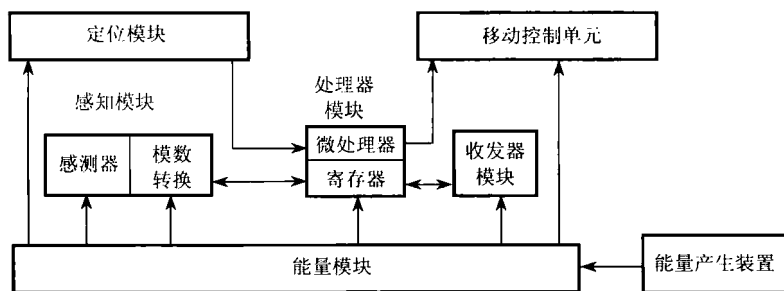 定位模块
移动控制单元
感知模块
处理器
模块
感测器
模数
转换
微处理器
寄存器
收发器
模块
能量模块
能量产生装置